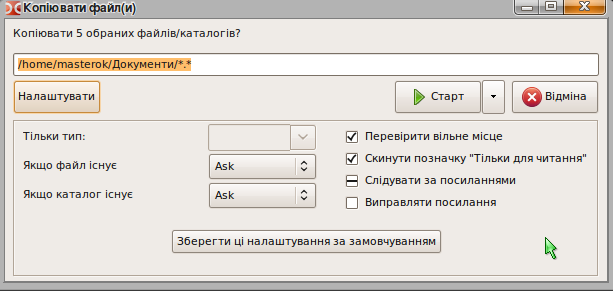 Копіювати файл(и)
Копіювати 5 обраних файлів/каталогів?
/home/masterok/Документи/*.*
Налаштувати
Старт
Відміна
Тільки тип:
Перевірити вільне місце
Якщо файл існує
Ask
Скинути позначку "Тільки для читання"
Якщо каталог існує
Ask
Слідувати за посиланнями
Виправляти посилання
Зберегти ці налаштування за замовчуванням